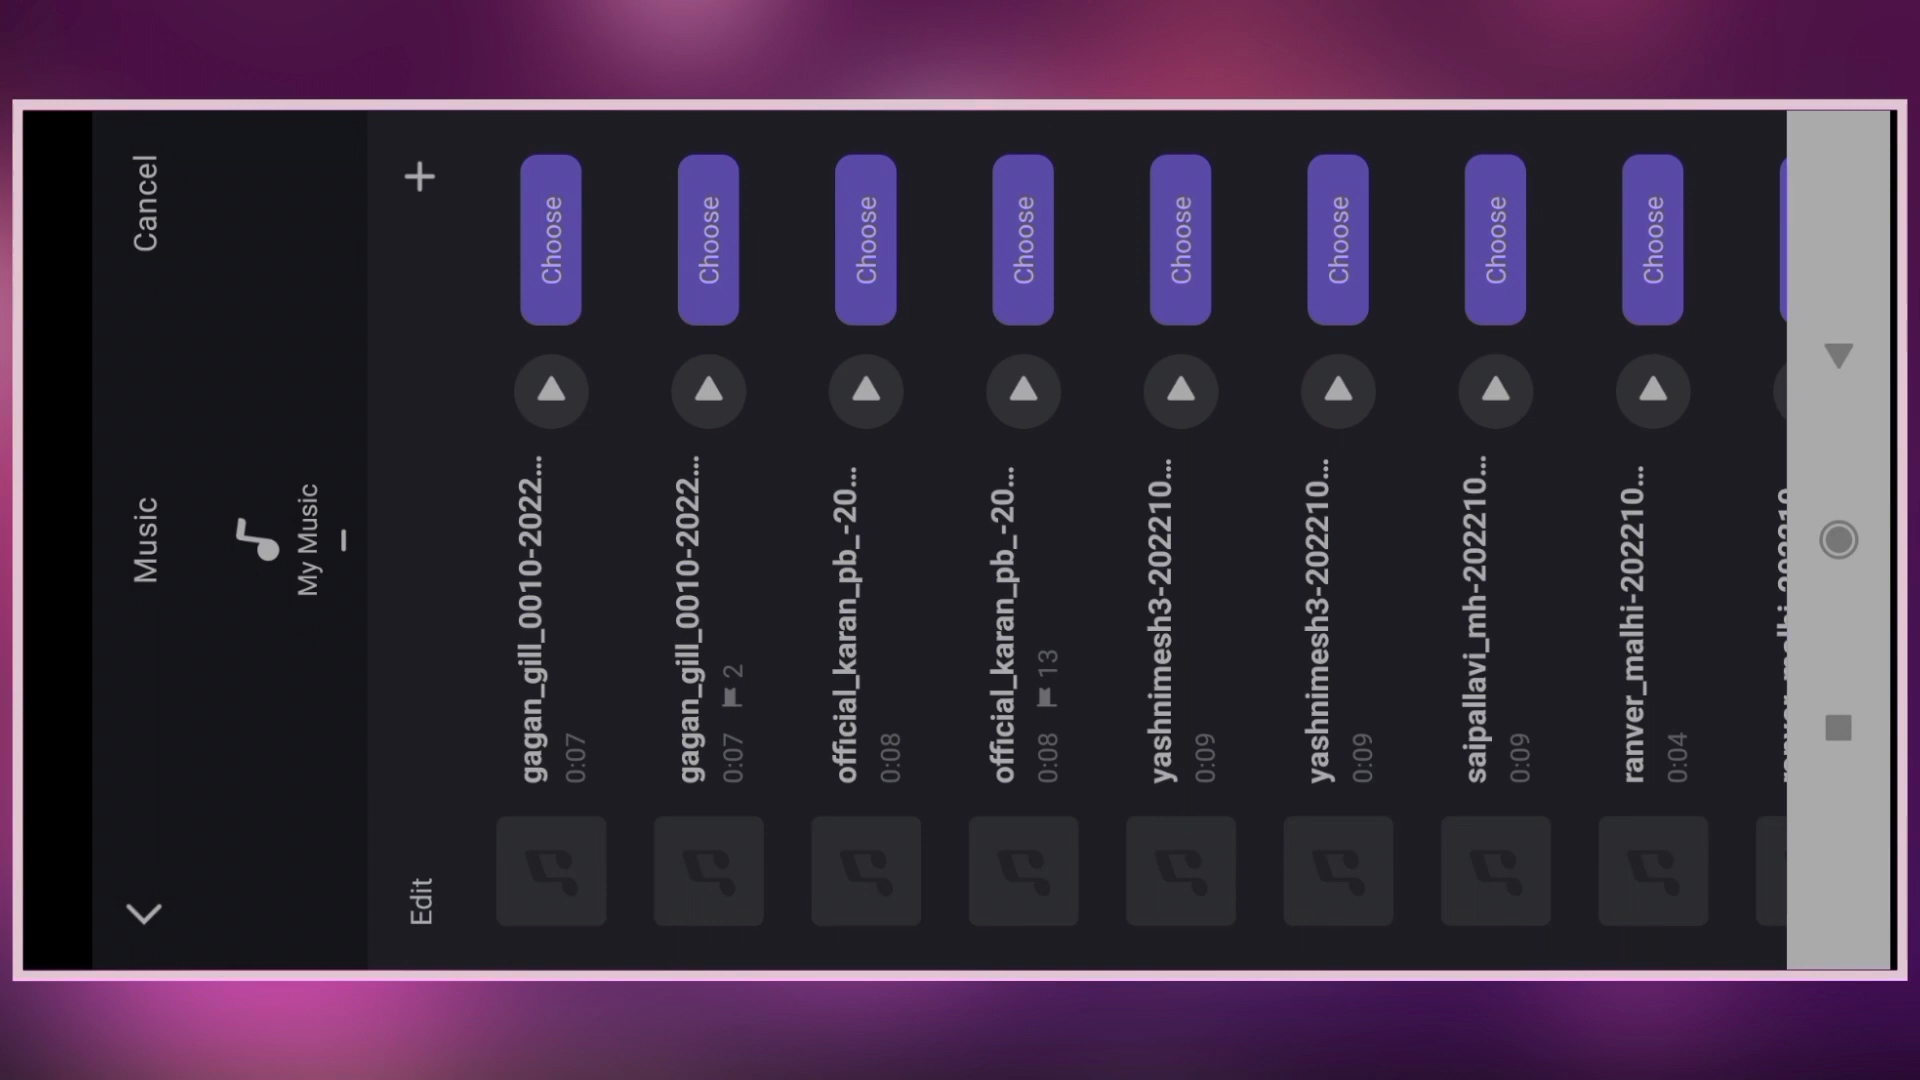 Music
Cancel
My Music
Edit
+
gagan_gill_0010-2022...
0:07
Choose
gagan_gill_0010-2022...
0:07 2
Choose
official_karan_pb_-20...
0:08
Choose
official_karan_pb_-20...
0:08 13
Choose
yashnimesh3-202210...
0:09
Choose
yashnimesh3-202210...
0:09
Choose
saipallavi_mh-202210...
0:09
Choose
ranver_malhi-202210...
0:04
Choose